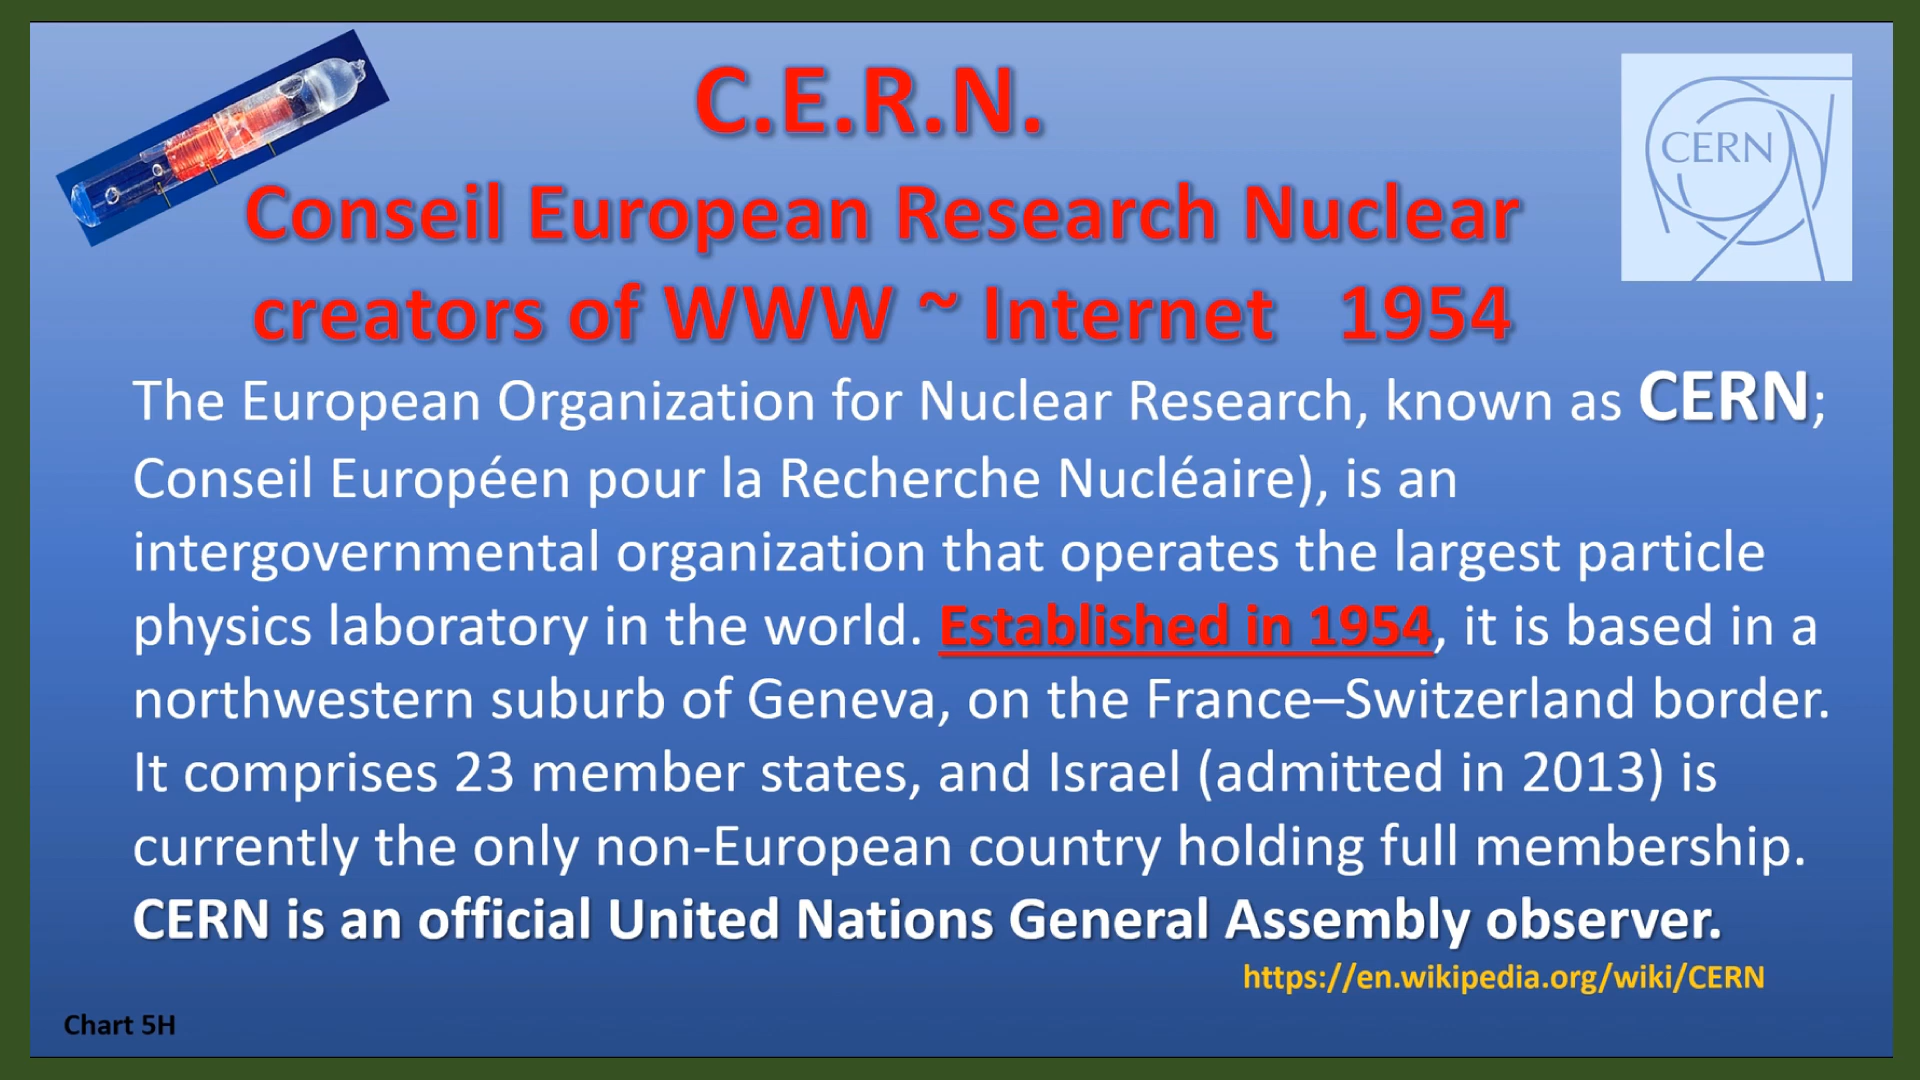 C.E.R.N.
CERN
Conseil European Research Nuclear
creators of WWW ~ Internet 1954
The European Organization for Nuclear Research, known as CERN;
Conseil Européen pour la Recherche Nucléaire), is an
intergovernmental organization that operates the largest particle
physics laboratory in the world. Established in 1954, it is based in a
northwestern suburb of Geneva, on the France–Switzerland border.
It comprises 23 member states, and Israel (admitted in 2013) is
currently the only non-European country holding full membership.
CERN is an official United Nations General Assembly observer.
https://en.wikipedia.org/wiki/CERN
Chart 5H